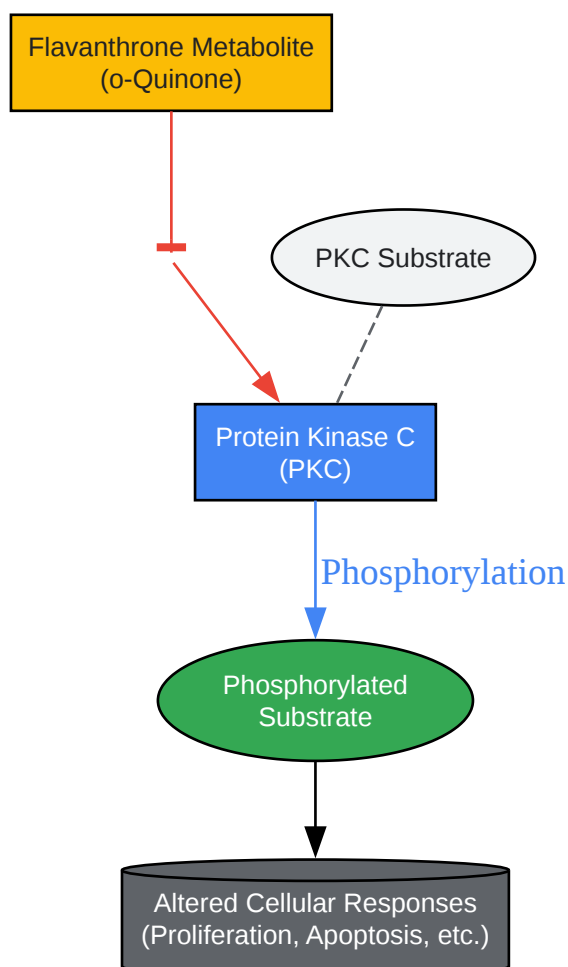 Flavanthrone Metabolite
(o-Quinone)
PKC Substrate
Protein Kinase C
(PKC)
Phosphorylation
Phosphorylated
Substrate
Altered Cellular Responses
(Proliferation, Apoptosis, etc.)